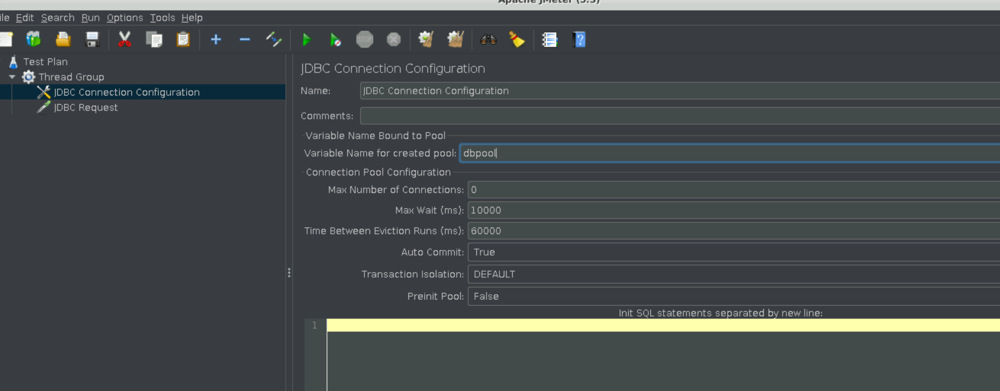 Apache JMeter (5.5)
ile Edit Search Run Options Tools Help
STOP
Test Plan
Thread Group
JDBC Connection Configuration
JDBC Request
JDBC Connection Configuration
Name: JDBC Connection Configuration
Comments:
Variable Name Bound to Pool
Variable Name for created pool: dbpool
Connection Pool Configuration
Max Number of Connections: 0
Max Wait (ms): 10000
Time Between Eviction Runs (ms): 60000
Auto Commit: True
Transaction Isolation: DEFAULT
Preinit Pool: False
Init SQL statements separated by new line:
1